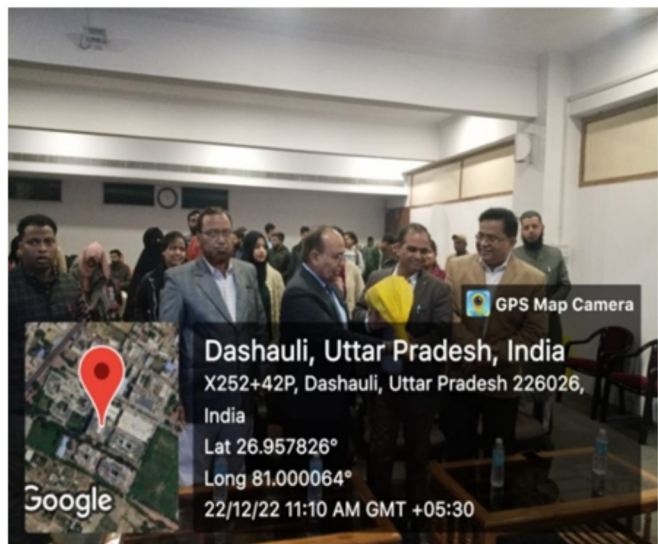 GPS Map Camera
Dashauli, Uttar Pradesh, India
X252+42P, Dashauli, Uttar Pradesh 226026,
India
Lat 26.957826°
Long 81.000064°
22/12/22 11:10 AM GMT +05:30
Google